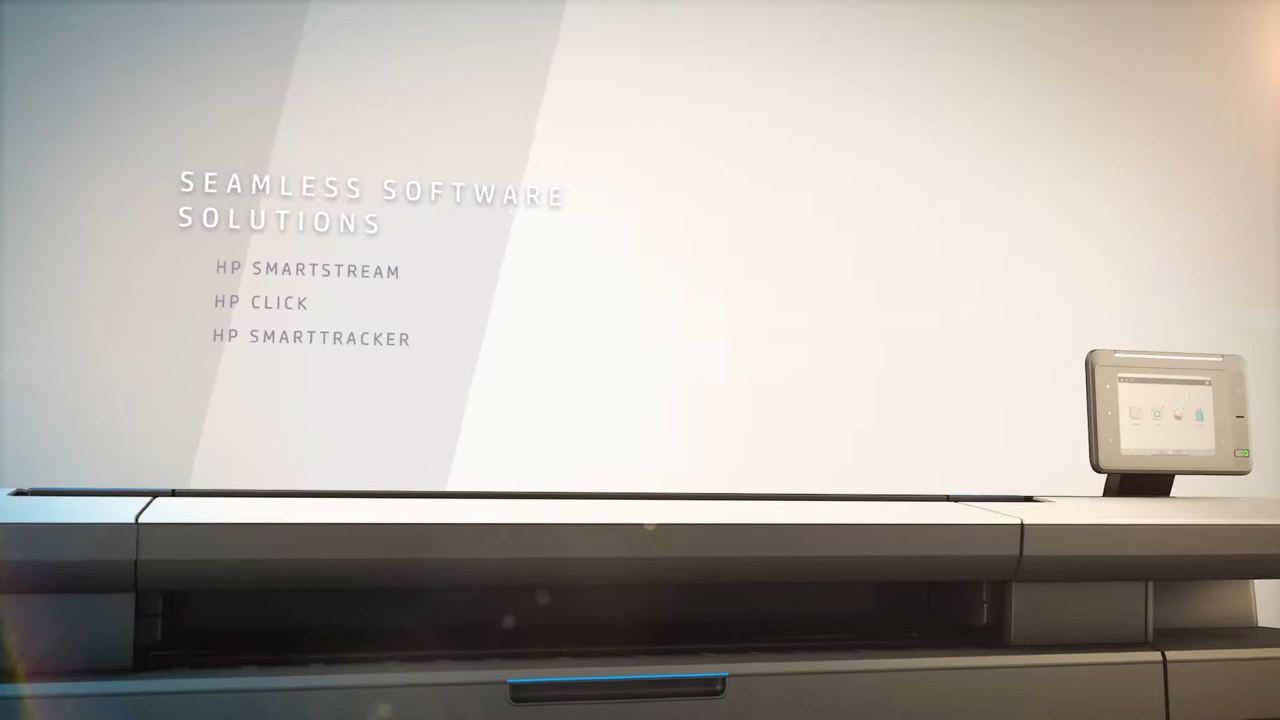 SEAMLESS SOFTWARE
SOLUTIONS
HP SMARTSTREAM
HP CLICK
HP SMARTTRACKER